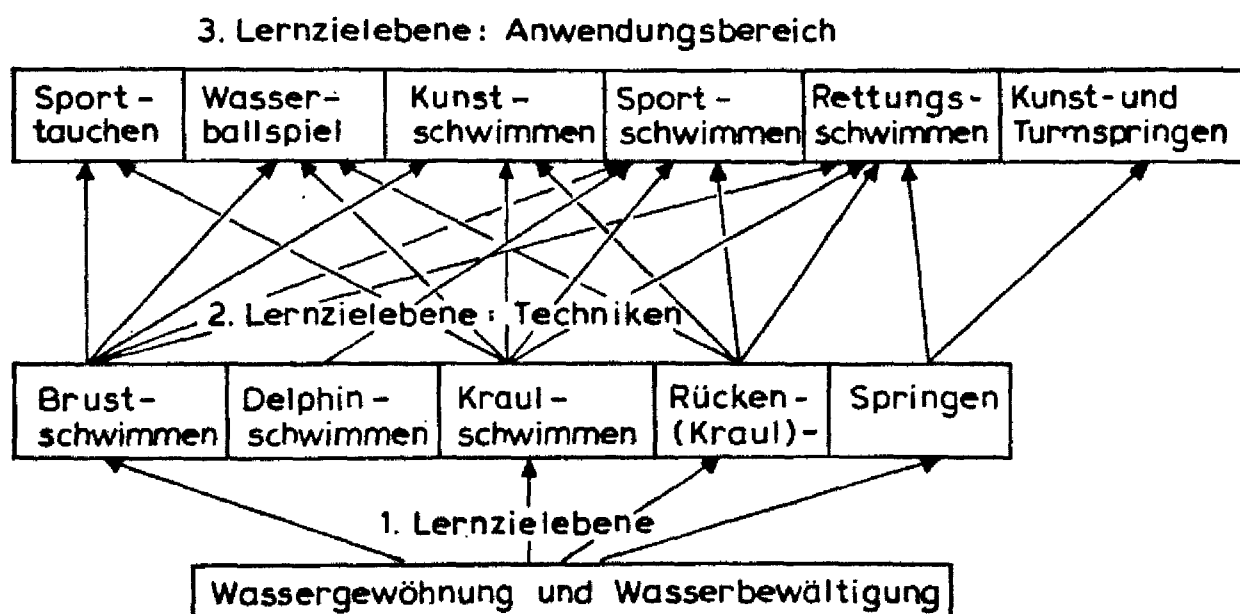 3. Lernzielebene: Anwendungsbereich
Sport-
tauchen
Wasser-
ballspiel
Kunst-
schwimmen
Sport-
schwimmen
Rettungs-
schwimmen
Kunst- und
Turmspringen
2. Lernzielebene: Techniken
Brust-
schwimmen
Delphin-
schwimmen
Kraul-
schwimmen
Rücken-
(Kraul)-
Springen
1. Lernzielebene
Wassergewöhnung und Wasserbewältigung